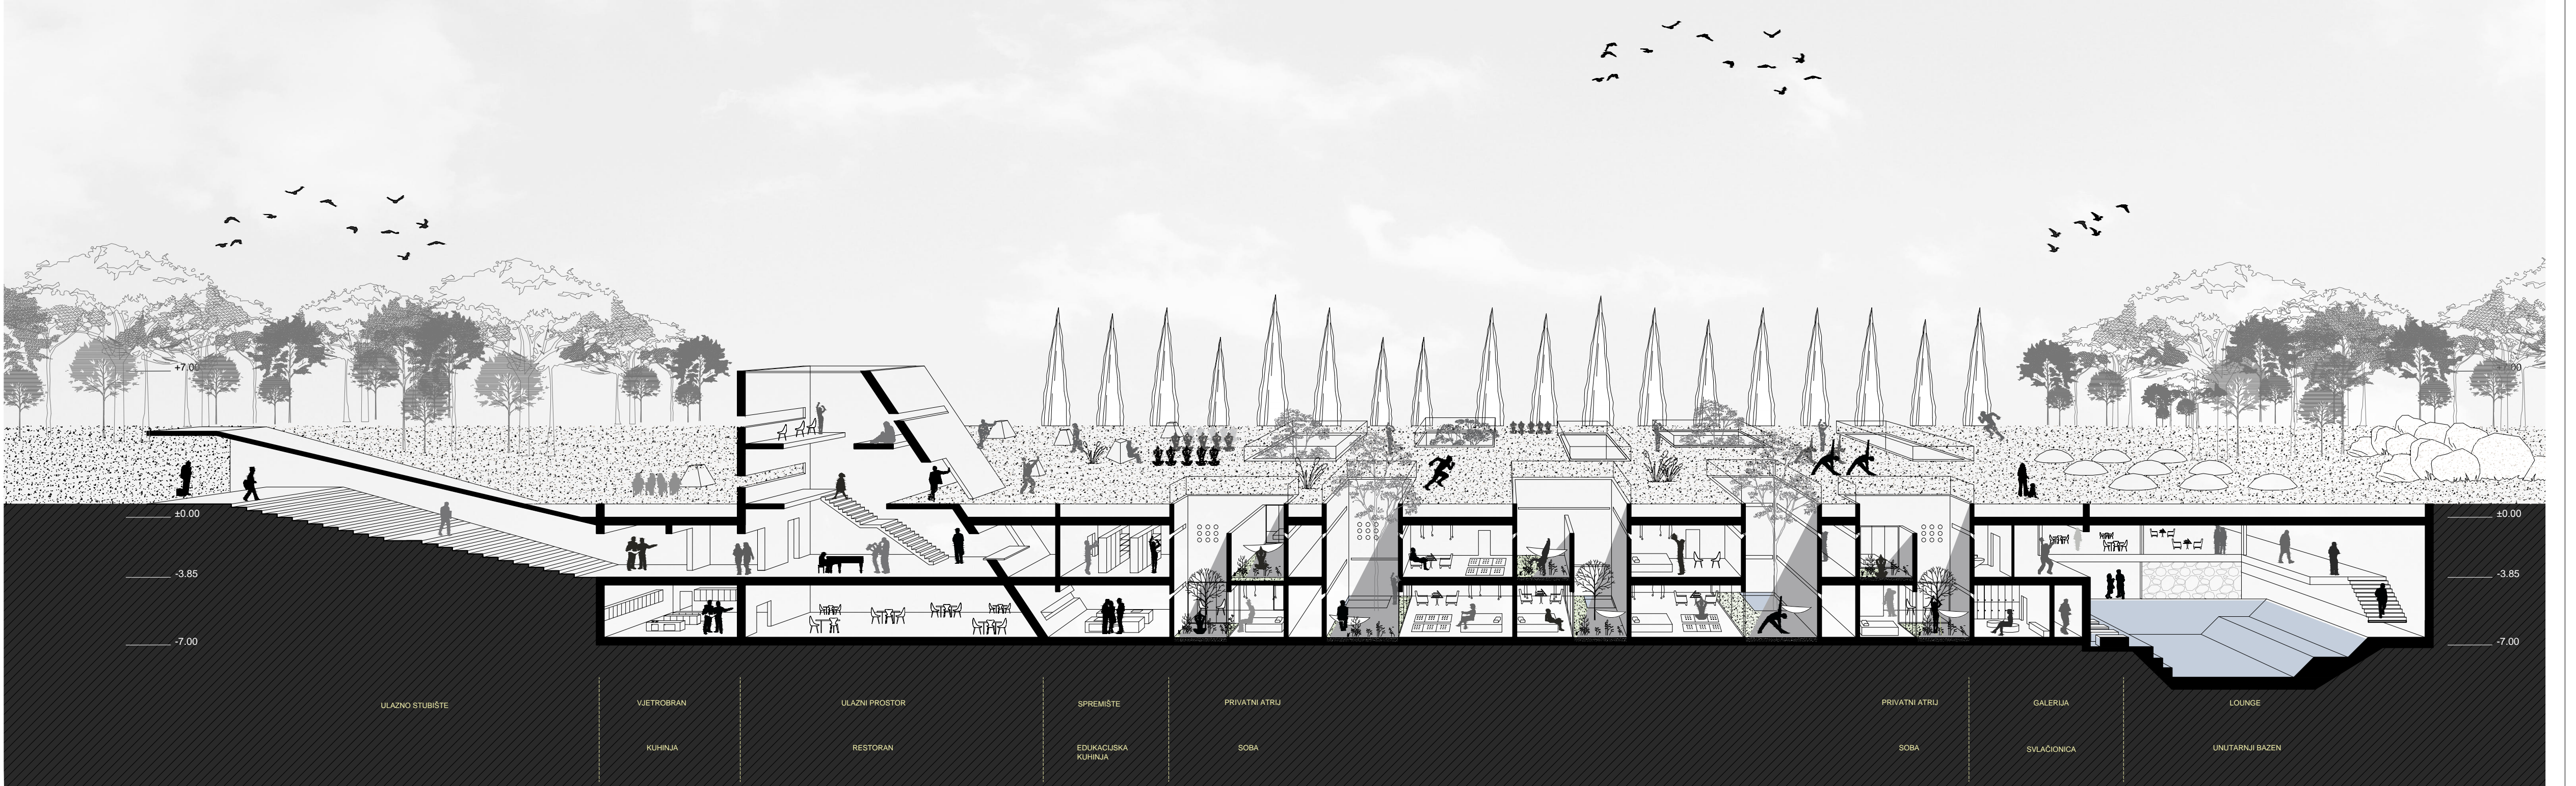 +7.00
+7.00
±0.00
±0.00
-3.85
-3.85
-7.00
-7.00
ULAZNO STUBIŠTE
VJETROBRAN
ULAZNI PROSTOR
SPREMIŠTE
PRIVATNI ATRIJ
PRIVATNI ATRIJ
GALERIJA
LOUNGE
KUHINJA
RESTORAN
EDUKACIJSKA
KUHINJA
SOBA
SOBA
SVLAČIONICA
UNUTARNJI BAZEN